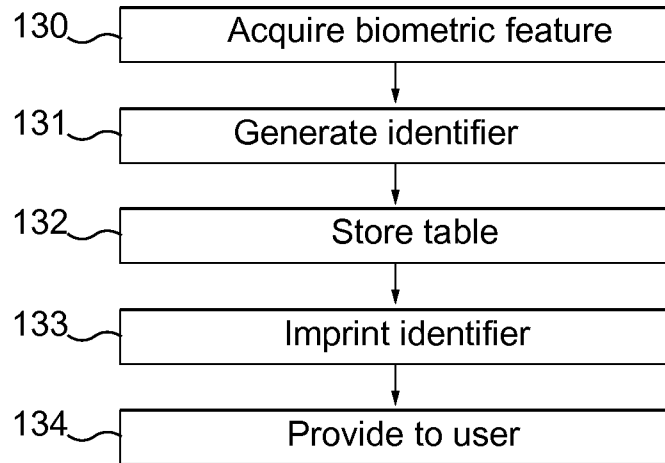 130 Acquire biometric feature
131 Generate identifier
132 Store table
133 Imprint identifier
134 Provide to user